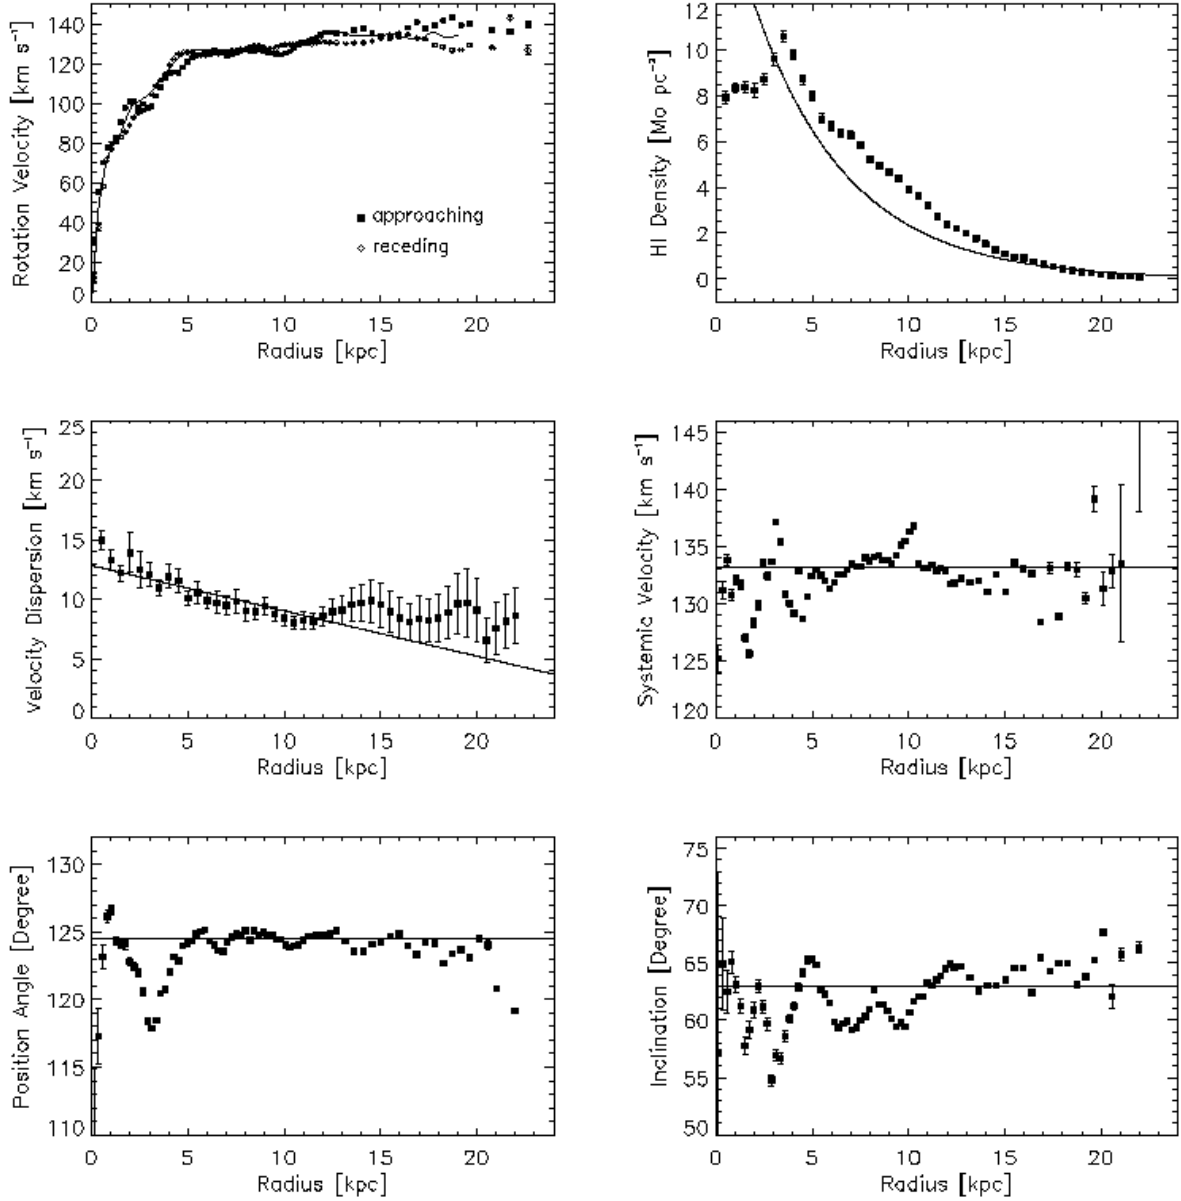 Rotation Velocity [km s⁻¹]
140
120
100
80
60
40
20
0
approaching
receding
0 5 10 15 20
Radius [kpc]
HI Density [Mo pc⁻²]
12
10
8
6
4
2
0
0 5 10 15 20
Radius [kpc]
Velocity Dispersion [km s⁻¹]
25
20
15
10
5
0
0 5 10 15 20
Radius [kpc]
Systemic Velocity [km s⁻¹]
145
140
135
130
125
120
0 5 10 15 20
Radius [kpc]
Position Angle [Degree]
130
125
120
115
110
0 5 10 15 20
Radius [kpc]
Inclination [Degree]
75
70
65
60
55
50
0 5 10 15 20
Radius [kpc]